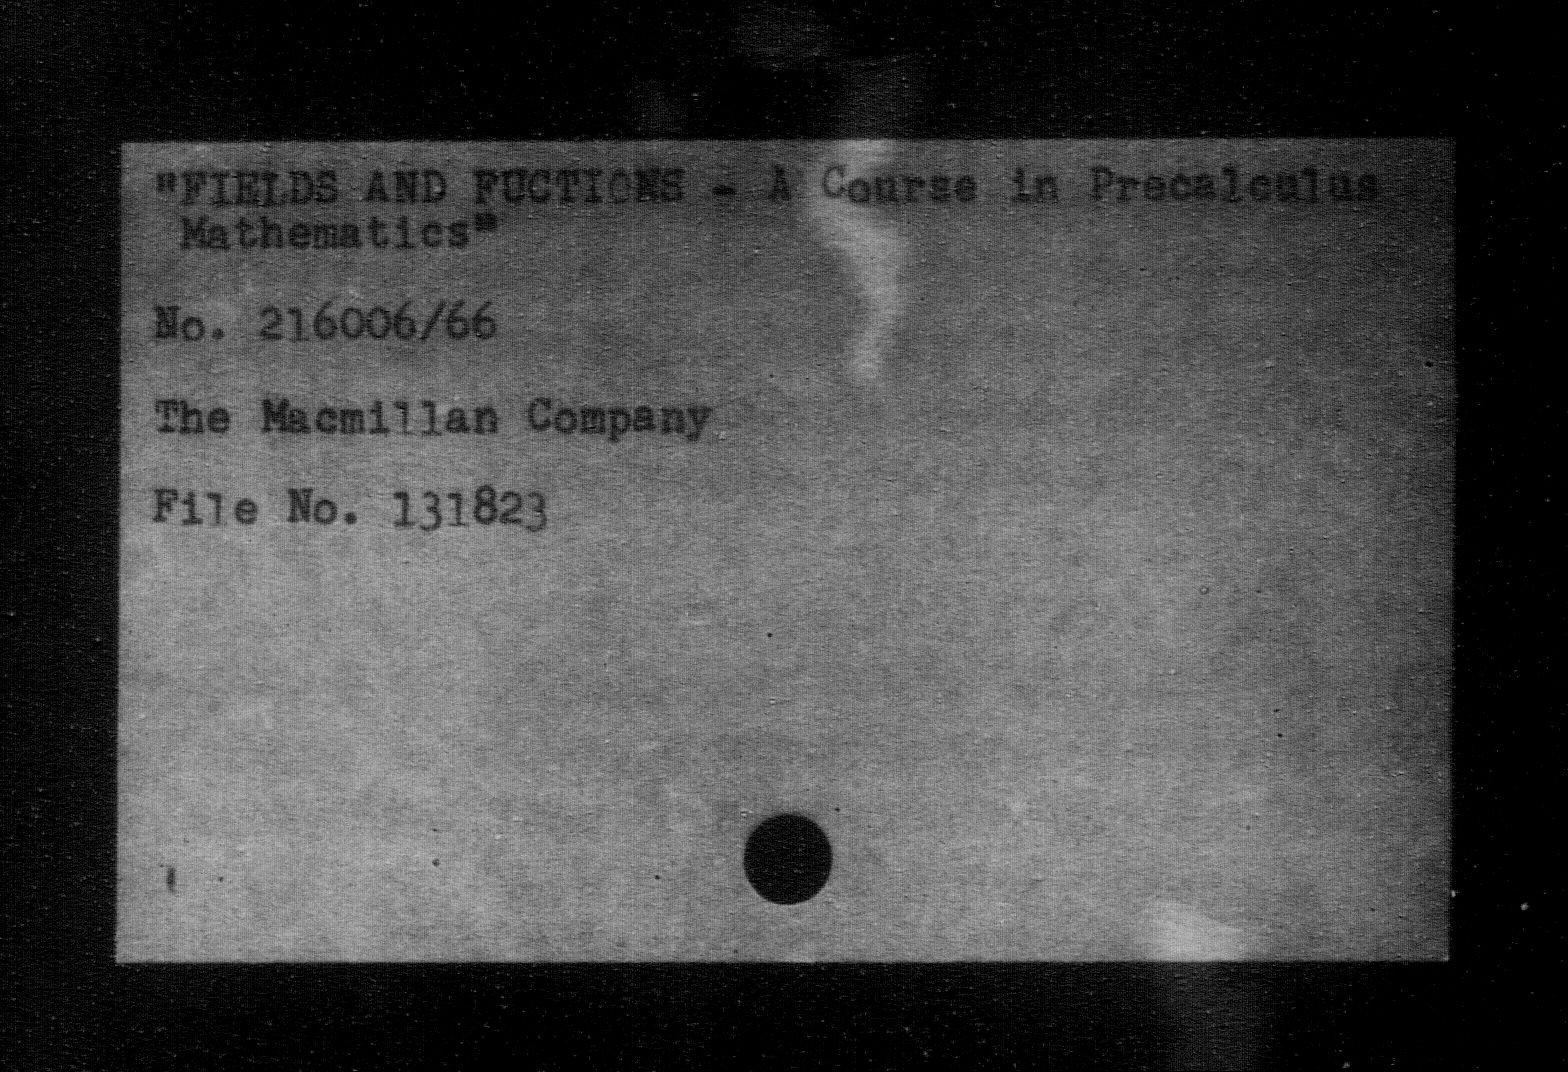 "FIELDS AND FUCTIONS - A Course in Precalculus
Mathematics"
No. 216006/66
The Macmillan Company
File No. 131823